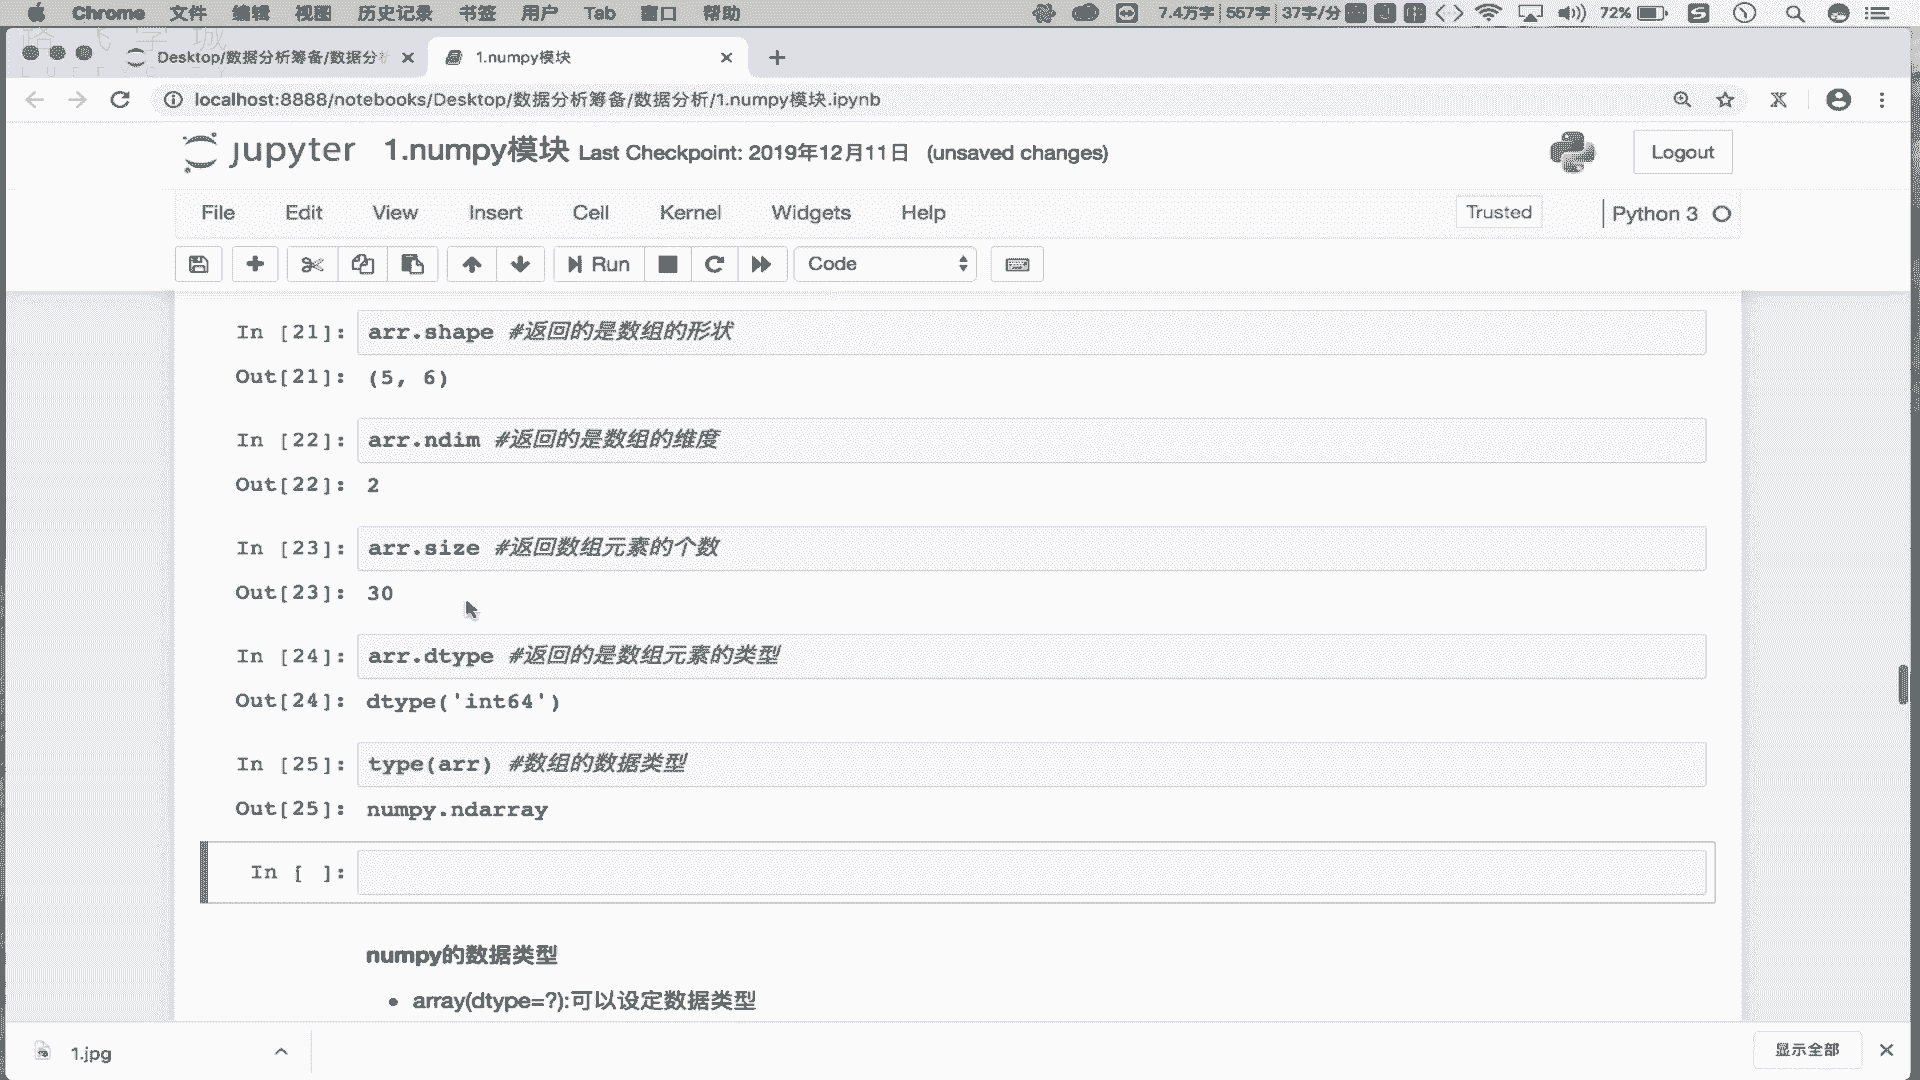 Chrome 文件 编辑 视图 历史记录 书签 用户 Tab 窗口 帮助 7.4万字 557字 37字/分 72%
Desktop/数据分析筹备/数据分析 1.numpy模块
localhost:8888/notebooks/Desktop/数据分析筹备/数据分析/1.numpy模块.ipynb
jupyter 1.numpy模块 Last Checkpoint: 2019年12月11日 (unsaved changes) Logout
File Edit View Insert Cell Kernel Widgets Help Trusted Python 3
Run Code
In [21]: arr.shape #返回的是数组的形状
Out[21]: (5, 6)
In [22]: arr.ndim #返回的是数组的维度
Out[22]: 2
In [23]: arr.size #返回数组元素的个数
Out[23]: 30
In [24]: arr.dtype #返回的是数组元素的类型
Out[24]: dtype('int64')
In [25]: type(arr) #数组的数据类型
Out[25]: numpy.ndarray
In [ ]:
numpy的数据类型
• array(dtype=?):可以设定数据类型
1.jpg 显示全部